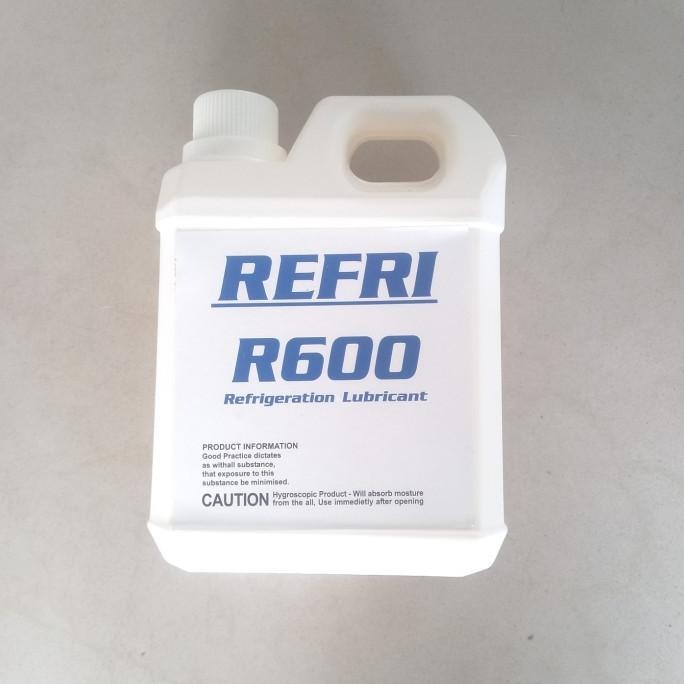 REFRI
R600
Refrigeration Lubricant
PRODUCT INFORMATION
Good Practice dictates
as withall substance,
that exposure to this
substance be minimised.
CAUTION Hygroscopic Product - Will absorb mosture
from the all, Use immedietly after opening